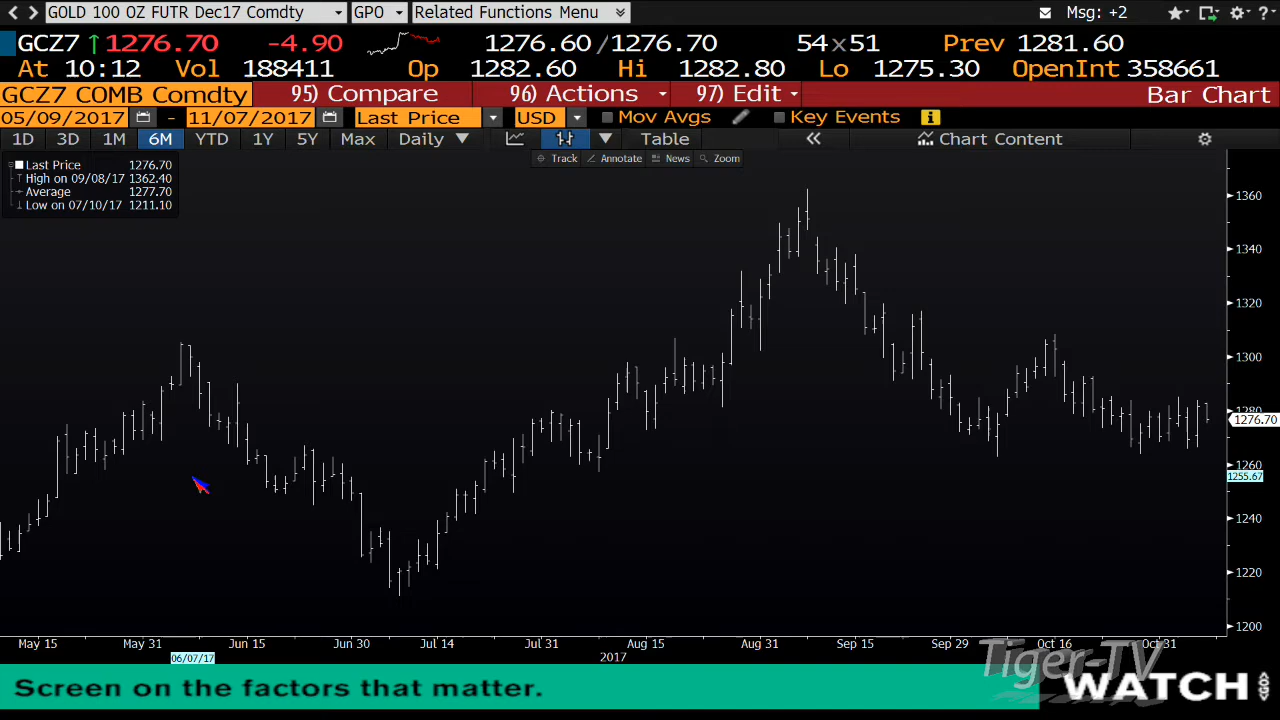 GOLD 100 OZ FUTR Dec17 Comdty GPO Related Functions Menu Msg: +2 ?
GCZ7 ↑1276.70 -4.90 1276.60/1276.70 54x51 Prev 1281.60
At 10:12 Vol 188411 Op 1282.60 Hi 1282.80 Lo 1275.30 OpenInt 358661
GCZ7 COMB Comdty 95) Compare 96) Actions 97) Edit Bar Chart
05/09/2017 - 11/07/2017 Last Price USD Mov Avgs Key Events i
1D 3D 1M 6M YTD 1Y 5Y Max Daily Table « Chart Content
Track Annotate News Zoom
Last Price 1276.70
High on 09/08/17 1362.40
Average 1277.70
Low on 07/10/17 1211.10
1360
1340
1320
1300
1280
1276.70
1260
1255.67
1240
1220
1200
May 15 May 31 Jun 15 Jun 30 Jul 14 Jul 31 Aug 15 Aug 31 Sep 15 Sep 29 Oct 16 Oct 31
06/07/17 2017
Tiger-TV
Screen on the factors that matter. WATCH